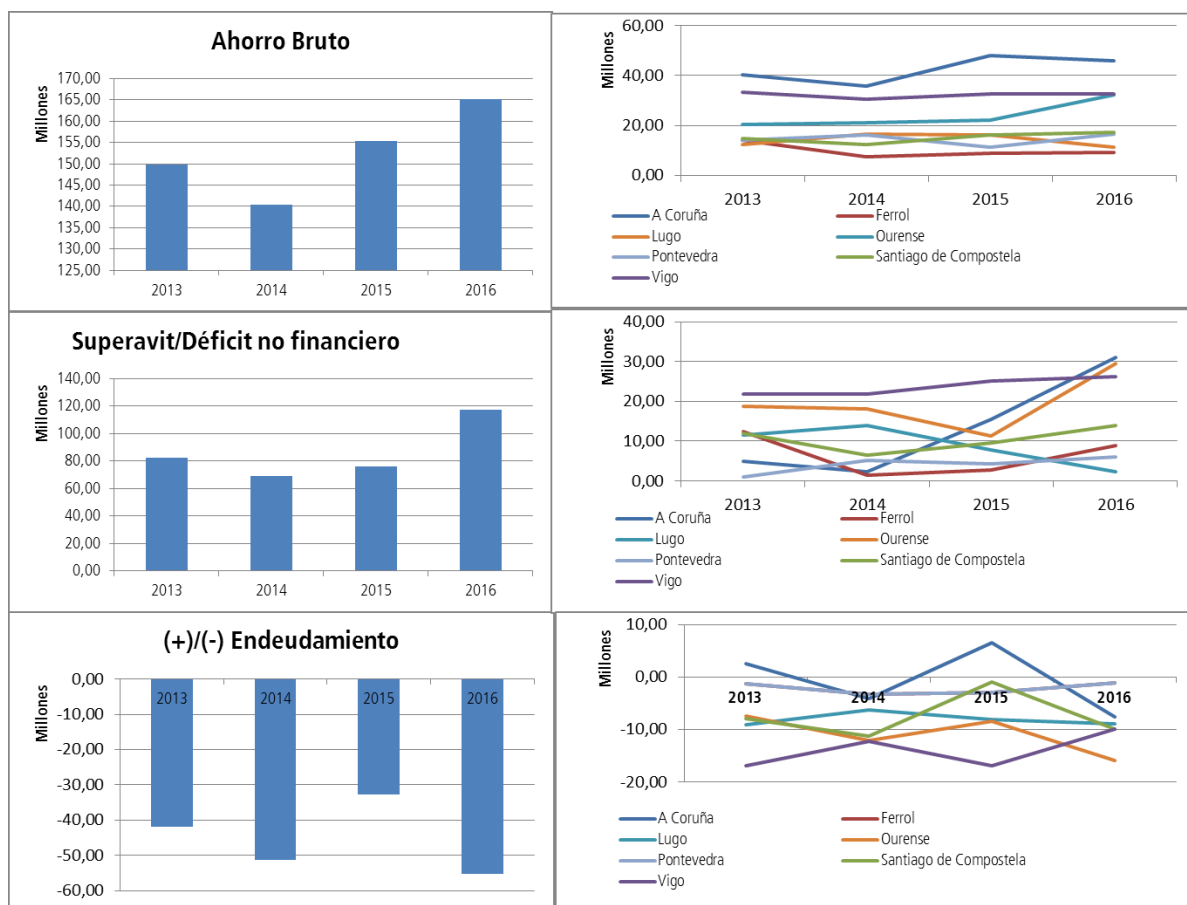 Ahorro Bruto
Millones
170,00
165,00
160,00
155,00
150,00
145,00
140,00
135,00
130,00
125,00
2013 2014 2015 2016
Millones
60,00
40,00
20,00
0,00
2013 2014 2015 2016
A Coruña Ferrol
Lugo Ourense
Pontevedra Santiago de Compostela
Vigo
Superavit/Déficit no financiero
Millones
140,00
120,00
100,00
80,00
60,00
40,00
20,00
0,00
2013 2014 2015 2016
Millones
40,00
30,00
20,00
10,00
0,00
2013 2014 2015 2016
A Coruña Ferrol
Lugo Ourense
Pontevedra Santiago de Compostela
Vigo
(+)/(-) Endeudamiento
Millones
0,00
2013 2014 2015 2016
-10,00
-20,00
-30,00
-40,00
-50,00
-60,00
Millones
10,00
0,00
2013 2014 2015 2016
-10,00
-20,00
A Coruña Ferrol
Lugo Ourense
Pontevedra Santiago de Compostela
Vigo